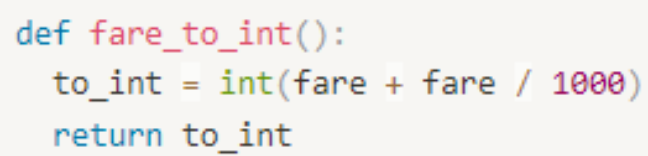 def fare_to_int():
  to_int = int(fare + fare / 1000)
  return to_int